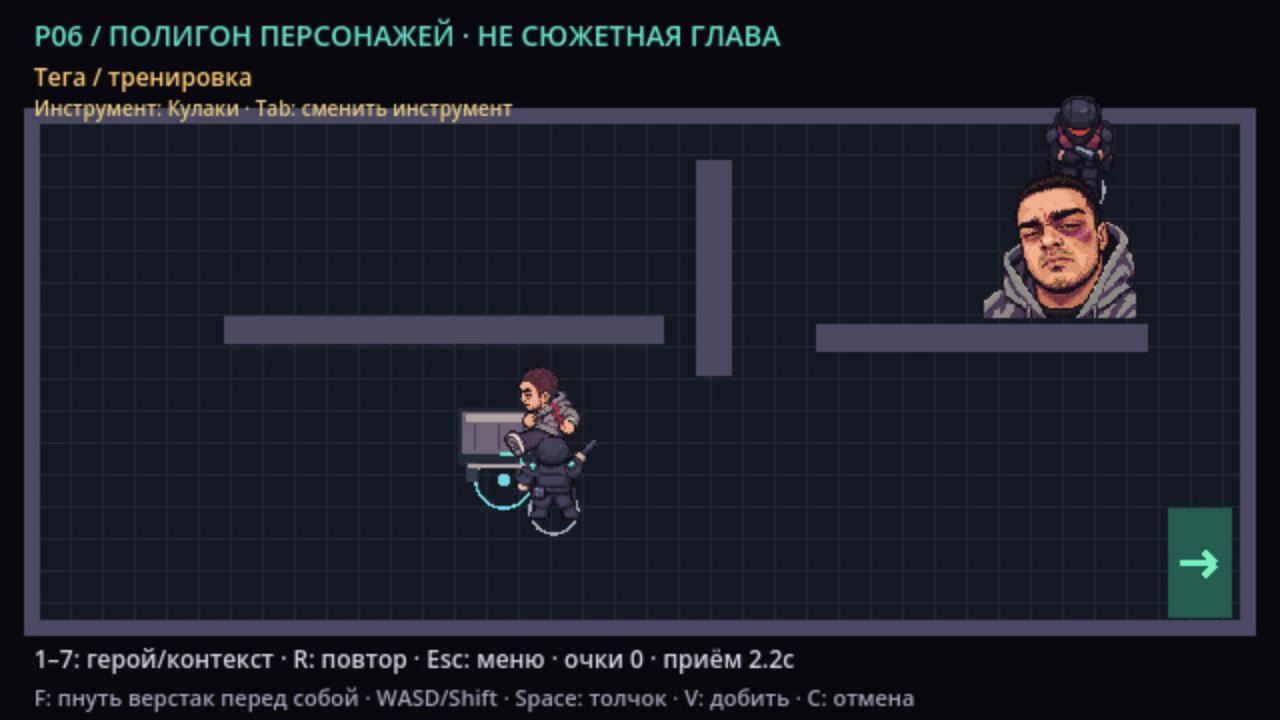 P06 / ПОЛИГОН ПЕРСОНАЖЕЙ · НЕ СЮЖЕТНАЯ ГЛАВА
Тега / тренировка
Инструмент: Кулаки · Tab: сменить инструмент
→
1–7: герой/контекст · R: повтор · Esc: меню · очки 0 · приём 2.2с
F: пнуть верстак перед собой · WASD/Shift · Space: толчок · V: добить · C: отмена